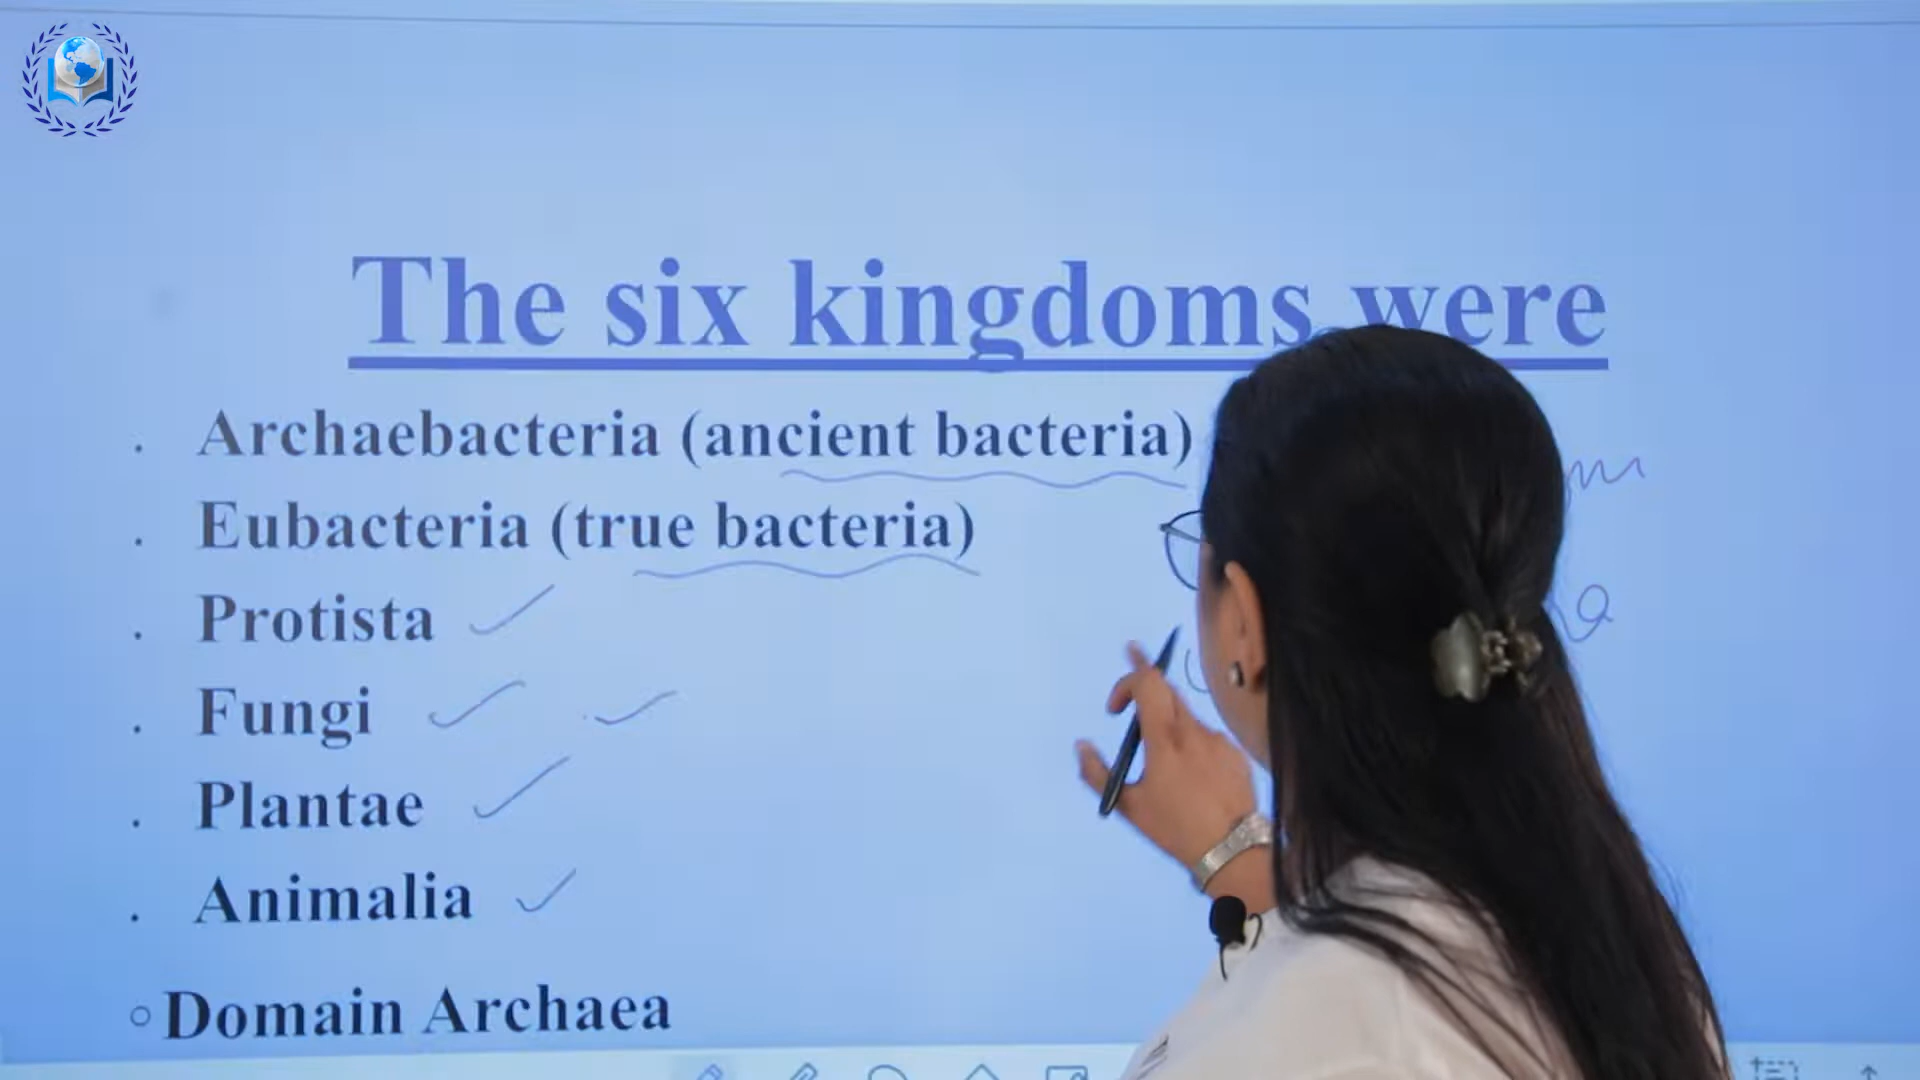 The six kingdoms were
. Archaebacteria (ancient bacteria)
. Eubacteria (true bacteria)
. Protista
. Fungi
. Plantae
. Animalia
○ Domain Archaea